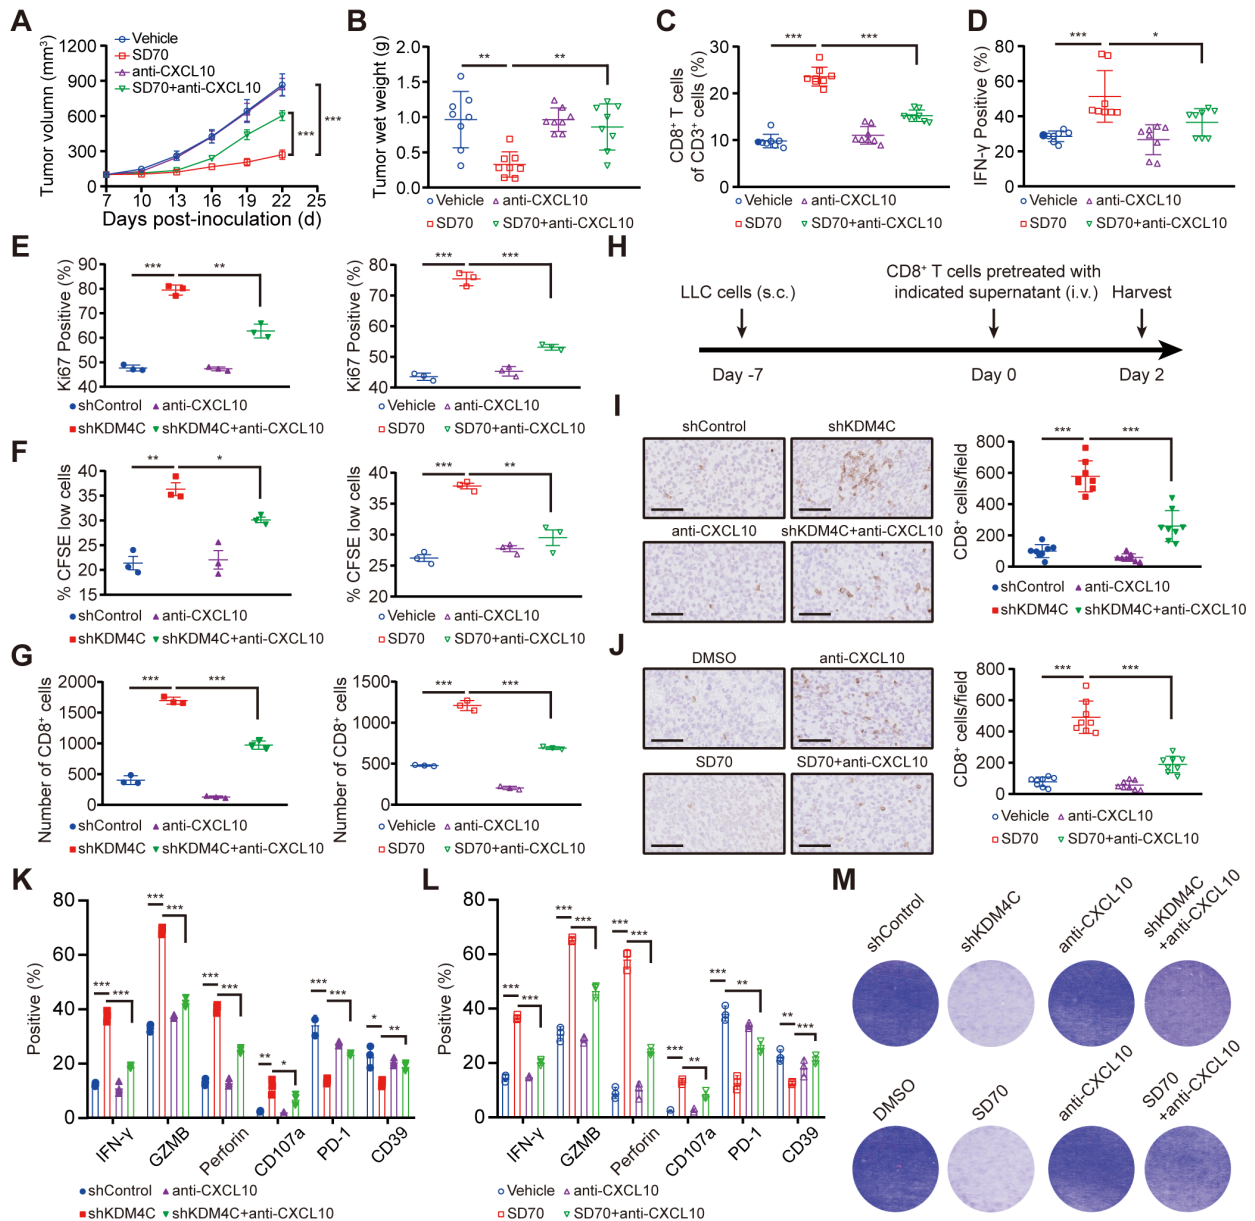 A
Tumor volumn (mm³)
1200
900
600
300
0
7 10 13 16 19 22 25
Days post-inoculation (d)
Vehicle
SD70
anti-CXCL10
SD70+anti-CXCL10
***
***
B
Tumor wet weight (g)
2.0
1.5
1.0
0.5
0.0
** **
Vehicle anti-CXCL10
SD70 SD70+anti-CXCL10
C
CD8⁺ T cells
of CD3⁺ cells (%)
30
20
10
0
*** ***
Vehicle anti-CXCL10
SD70 SD70+anti-CXCL10
D
IFN-γ Positive (%)
80
60
40
20
0
*** *
Vehicle anti-CXCL10
SD70 SD70+anti-CXCL10
E
Ki67 Positive (%)
90
80
70
60
50
40
*** **
shControl anti-CXCL10
shKDM4C shKDM4C+anti-CXCL10
Ki67 Positive (%)
80
70
60
50
40
*** ***
Vehicle anti-CXCL10
SD70 SD70+anti-CXCL10
F
% CFSE low cells
40
35
30
25
20
15
** *
shControl anti-CXCL10
shKDM4C shKDM4C+anti-CXCL10
% CFSE low cells
40
35
30
25
20
*** **
Vehicle anti-CXCL10
SD70 SD70+anti-CXCL10
G
Number of CD8⁺ cells
2000
1500
1000
500
0
*** ***
shControl anti-CXCL10
shKDM4C shKDM4C+anti-CXCL10
Number of CD8⁺ cells
1500
1000
500
0
*** ***
Vehicle anti-CXCL10
SD70 SD70+anti-CXCL10
H
LLC cells (s.c.)
CD8⁺ T cells pretreated with
indicated supernatant (i.v.)
Harvest
Day -7 Day 0 Day 2
I
shControl shKDM4C
anti-CXCL10 shKDM4C+anti-CXCL10
CD8⁺ cells/field
800
600
400
200
0
*** ***
shControl anti-CXCL10
shKDM4C shKDM4C+anti-CXCL10
J
DMSO anti-CXCL10
SD70 SD70+anti-CXCL10
CD8⁺ cells/field
800
600
400
200
0
*** ***
Vehicle anti-CXCL10
SD70 SD70+anti-CXCL10
K
Positive (%)
80
60
40
20
0
*** *** *** *** *** *** ** * *** *** * **
IFN-γ GZMB Perforin CD107a PD-1 CD39
shControl anti-CXCL10
shKDM4C shKDM4C+anti-CXCL10
L
Positive (%)
80
60
40
20
0
*** *** *** *** *** *** *** ** *** ** ** ***
IFN-γ GZMB Perforin CD107a PD-1 CD39
Vehicle anti-CXCL10
SD70 SD70+anti-CXCL10
M
shControl
shKDM4C
anti-CXCL10
shKDM4C
+anti-CXCL10
DMSO
SD70
anti-CXCL10
SD70
+anti-CXCL10